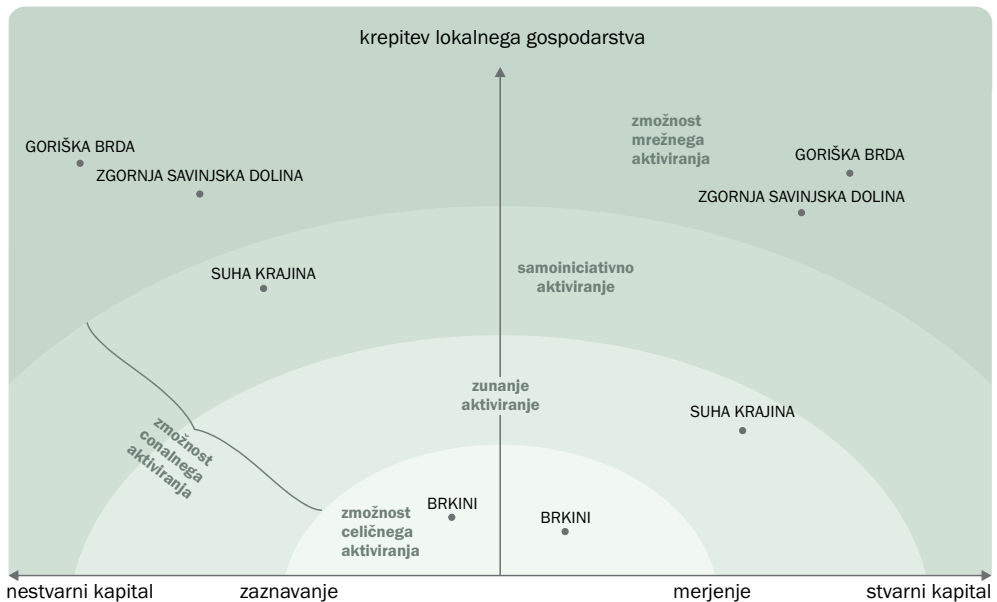 krepitev lokalnega gospodarstva
zmožnost
mrežnega
aktiviranja
GORIŠKA BRDA
GORIŠKA BRDA
ZGORNJA SAVINJSKA DOLINA
ZGORNJA SAVINJSKA DOLINA
SUHA KRAJINA
samoiniciativno
aktiviranje
zunanje
aktiviranje
SUHA KRAJINA
zmožnost
conalnega
aktiviranja
BRKINI
BRKINI
zmožnost
celičnega
aktiviranja
nestvarni kapital
zaznavanje
merjenje
stvarni kapital